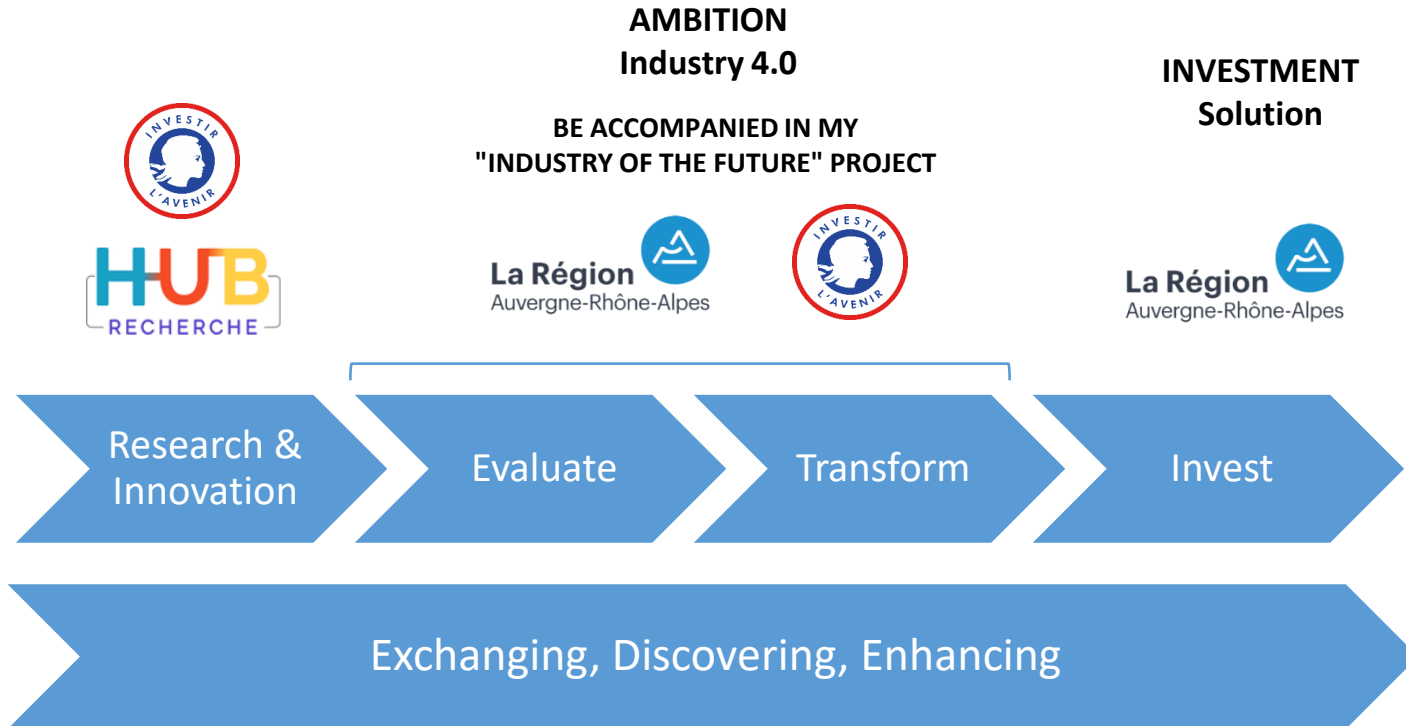 AMBITION
Industry 4.0
INVESTMENT
Solution
BE ACCOMPANIED IN MY
"INDUSTRY OF THE FUTURE" PROJECT
INVESTIR
L'AVENIR
HUB
RECHERCHE
La Région
Auvergne-Rhône-Alpes
INVESTIR
L'AVENIR
La Région
Auvergne-Rhône-Alpes
Research &
Innovation
Evaluate
Transform
Invest
Exchanging, Discovering, Enhancing